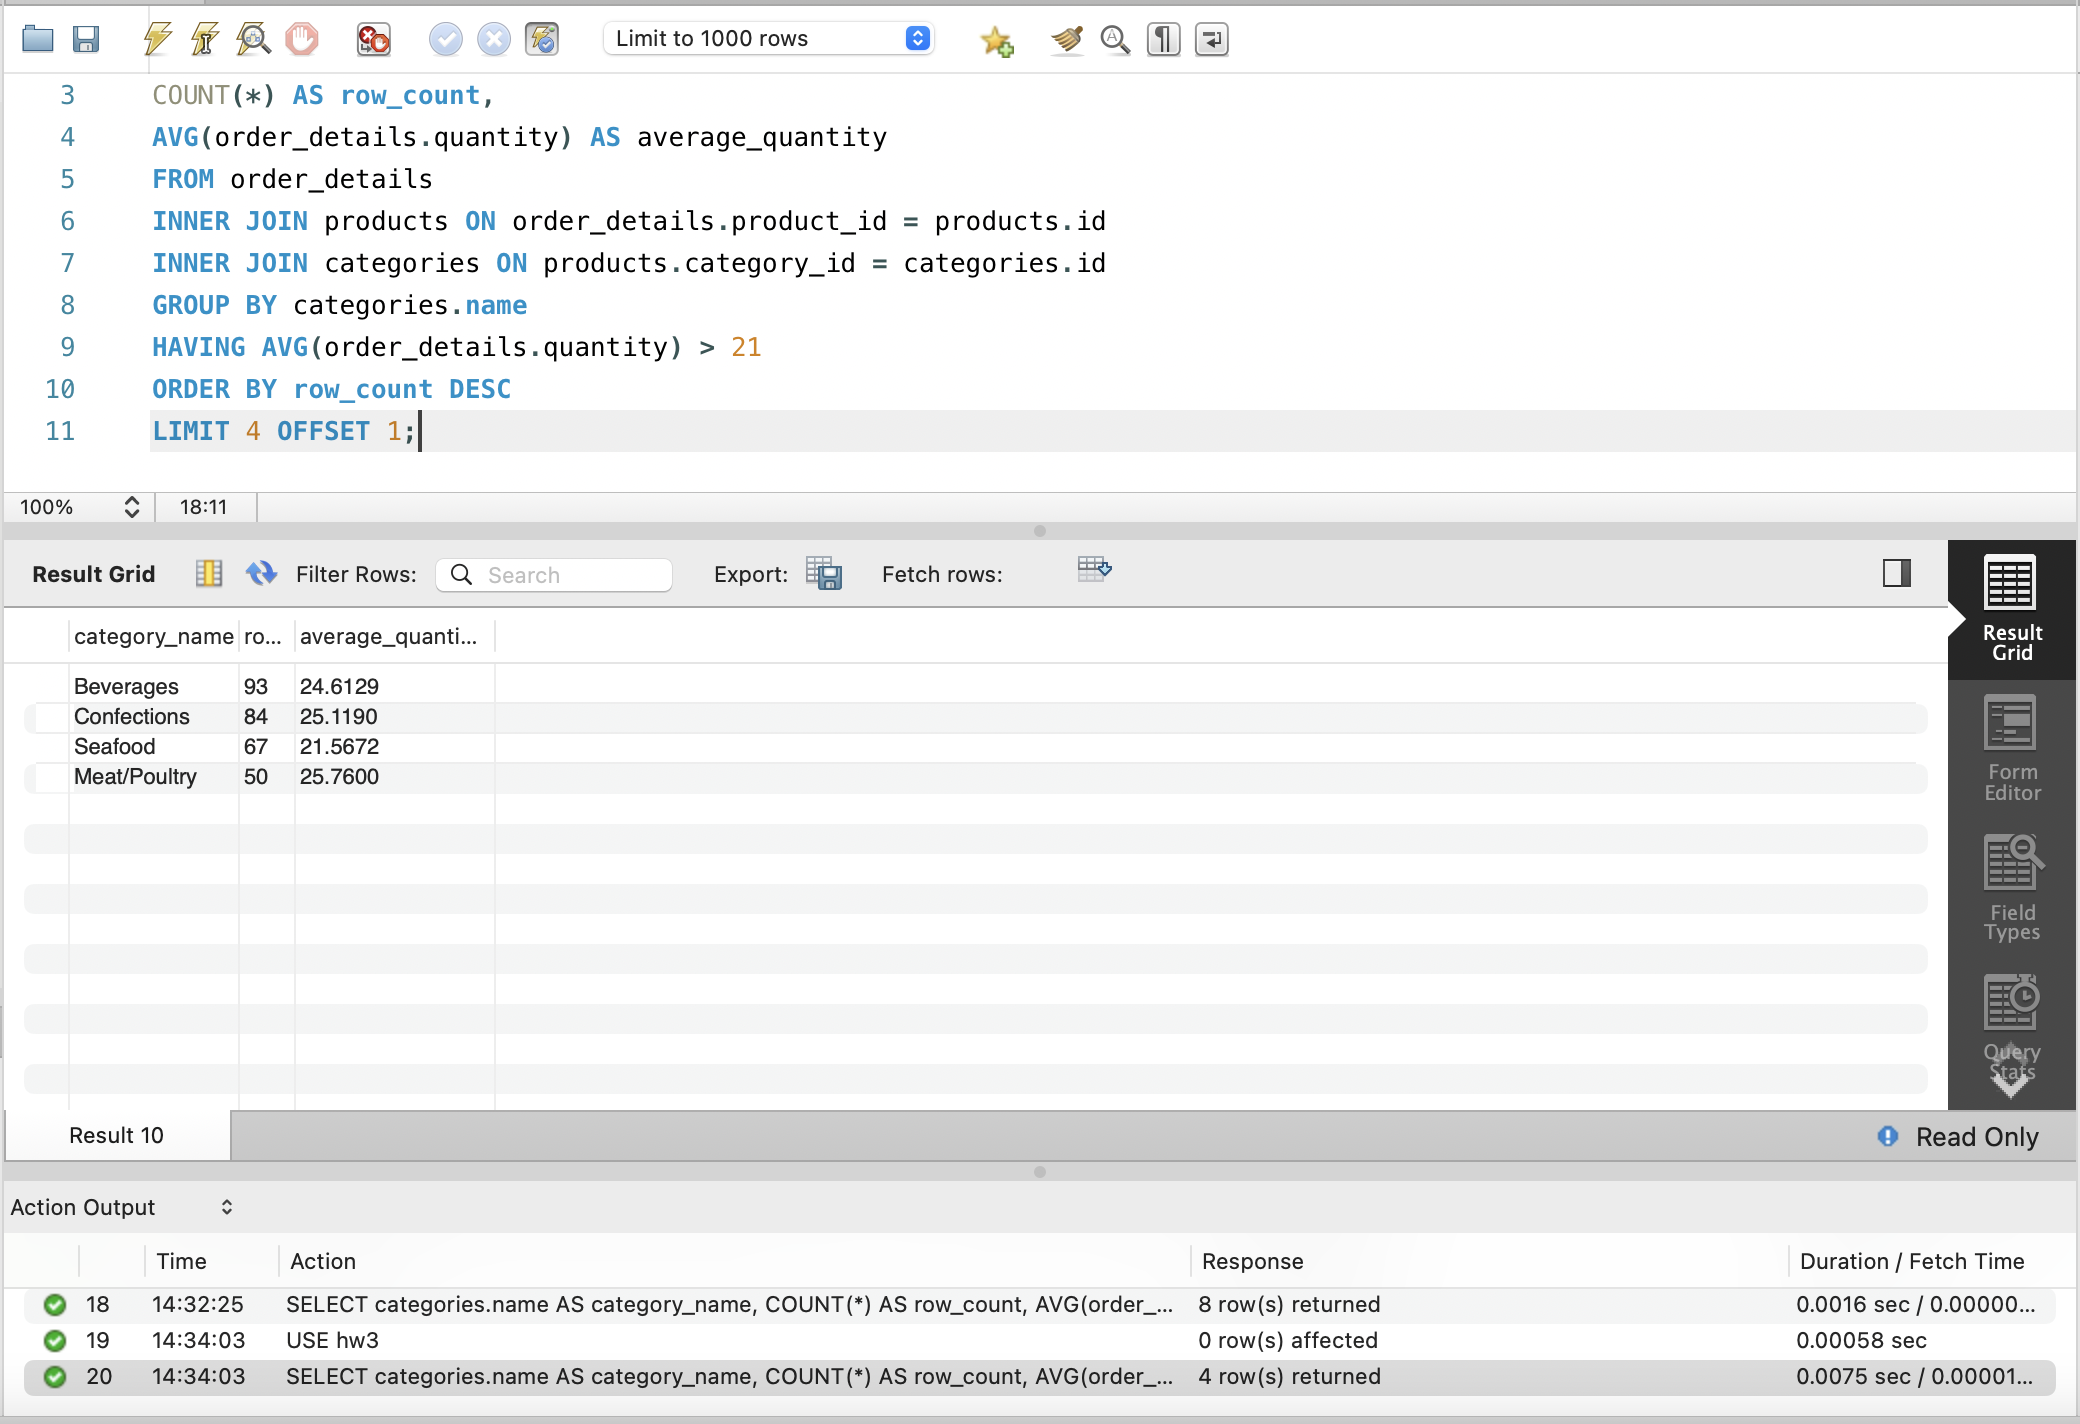 Limit to 1000 rows
3 COUNT(*) AS row_count,
4 AVG(order_details.quantity) AS average_quantity
5 FROM order_details
6 INNER JOIN products ON order_details.product_id = products.id
7 INNER JOIN categories ON products.category_id = categories.id
8 GROUP BY categories.name
9 HAVING AVG(order_details.quantity) > 21
10 ORDER BY row_count DESC
11 LIMIT 4 OFFSET 1;
100% 18:11
Result Grid Filter Rows: Search Export: Fetch rows:
category_name ro... average_quanti...
Beverages 93 24.6129
Confections 84 25.1190
Seafood 67 21.5672
Meat/Poultry 50 25.7600
Result
Grid
Form
Editor
Field
Types
Query
Stats
Result 10 Read Only
Action Output
Time Action Response Duration / Fetch Time
18 14:32:25 SELECT categories.name AS category_name, COUNT(*) AS row_count, AVG(order_... 8 row(s) returned 0.0016 sec / 0.00000...
19 14:34:03 USE hw3 0 row(s) affected 0.00058 sec
20 14:34:03 SELECT categories.name AS category_name, COUNT(*) AS row_count, AVG(order_... 4 row(s) returned 0.0075 sec / 0.00001...